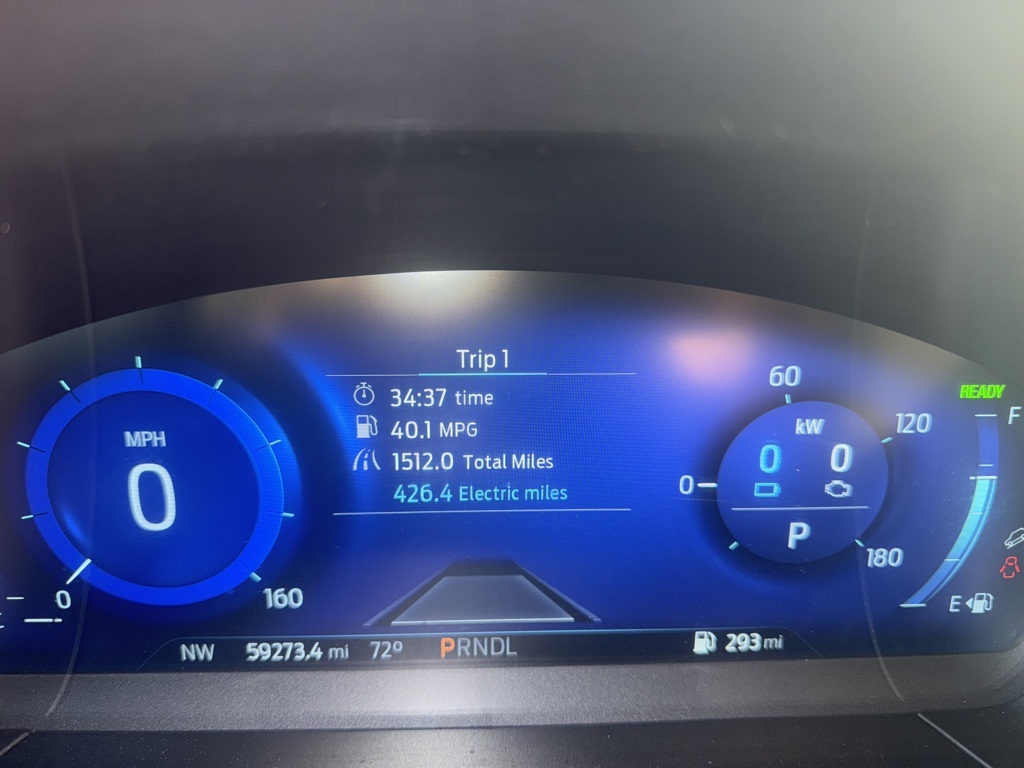 Trip 1
34:37 time
40.1 MPG
1512.0 Total Miles
426.4 Electric miles
MPH
0
0
160
60
120
kW
0 0
0
P
180
READY
F
E
NW 59273.4 mi 72º PRNDL 293 mi